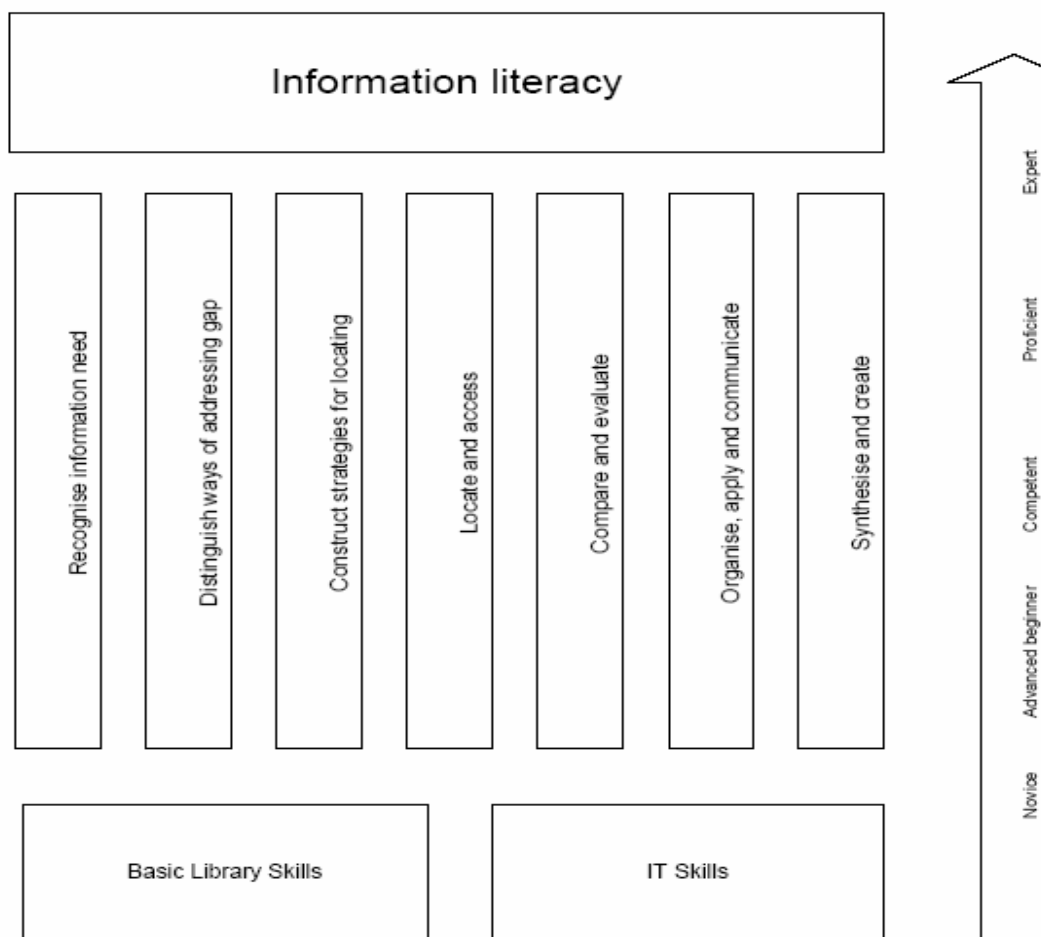 Information literacy
Recognise information need
Distinguish ways of addressing gap
Construct strategies for locating
Locate and access
Compare and evaluate
Organise, apply and communicate
Synthesise and create
Basic Library Skills
IT Skills
Expert
Proficient
Competent
Advanced beginner
Novice